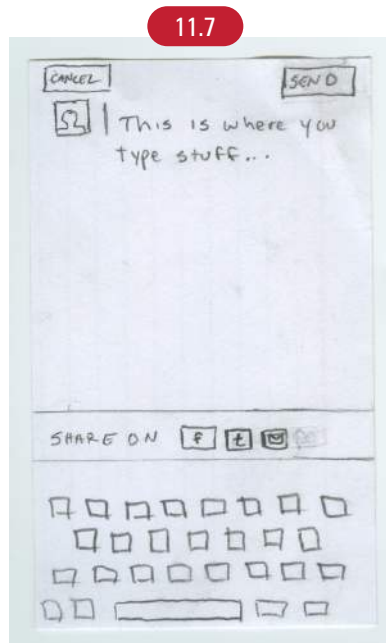 11.7
CANCEL SEND
This is where you
type stuff...
SHARE ON f t